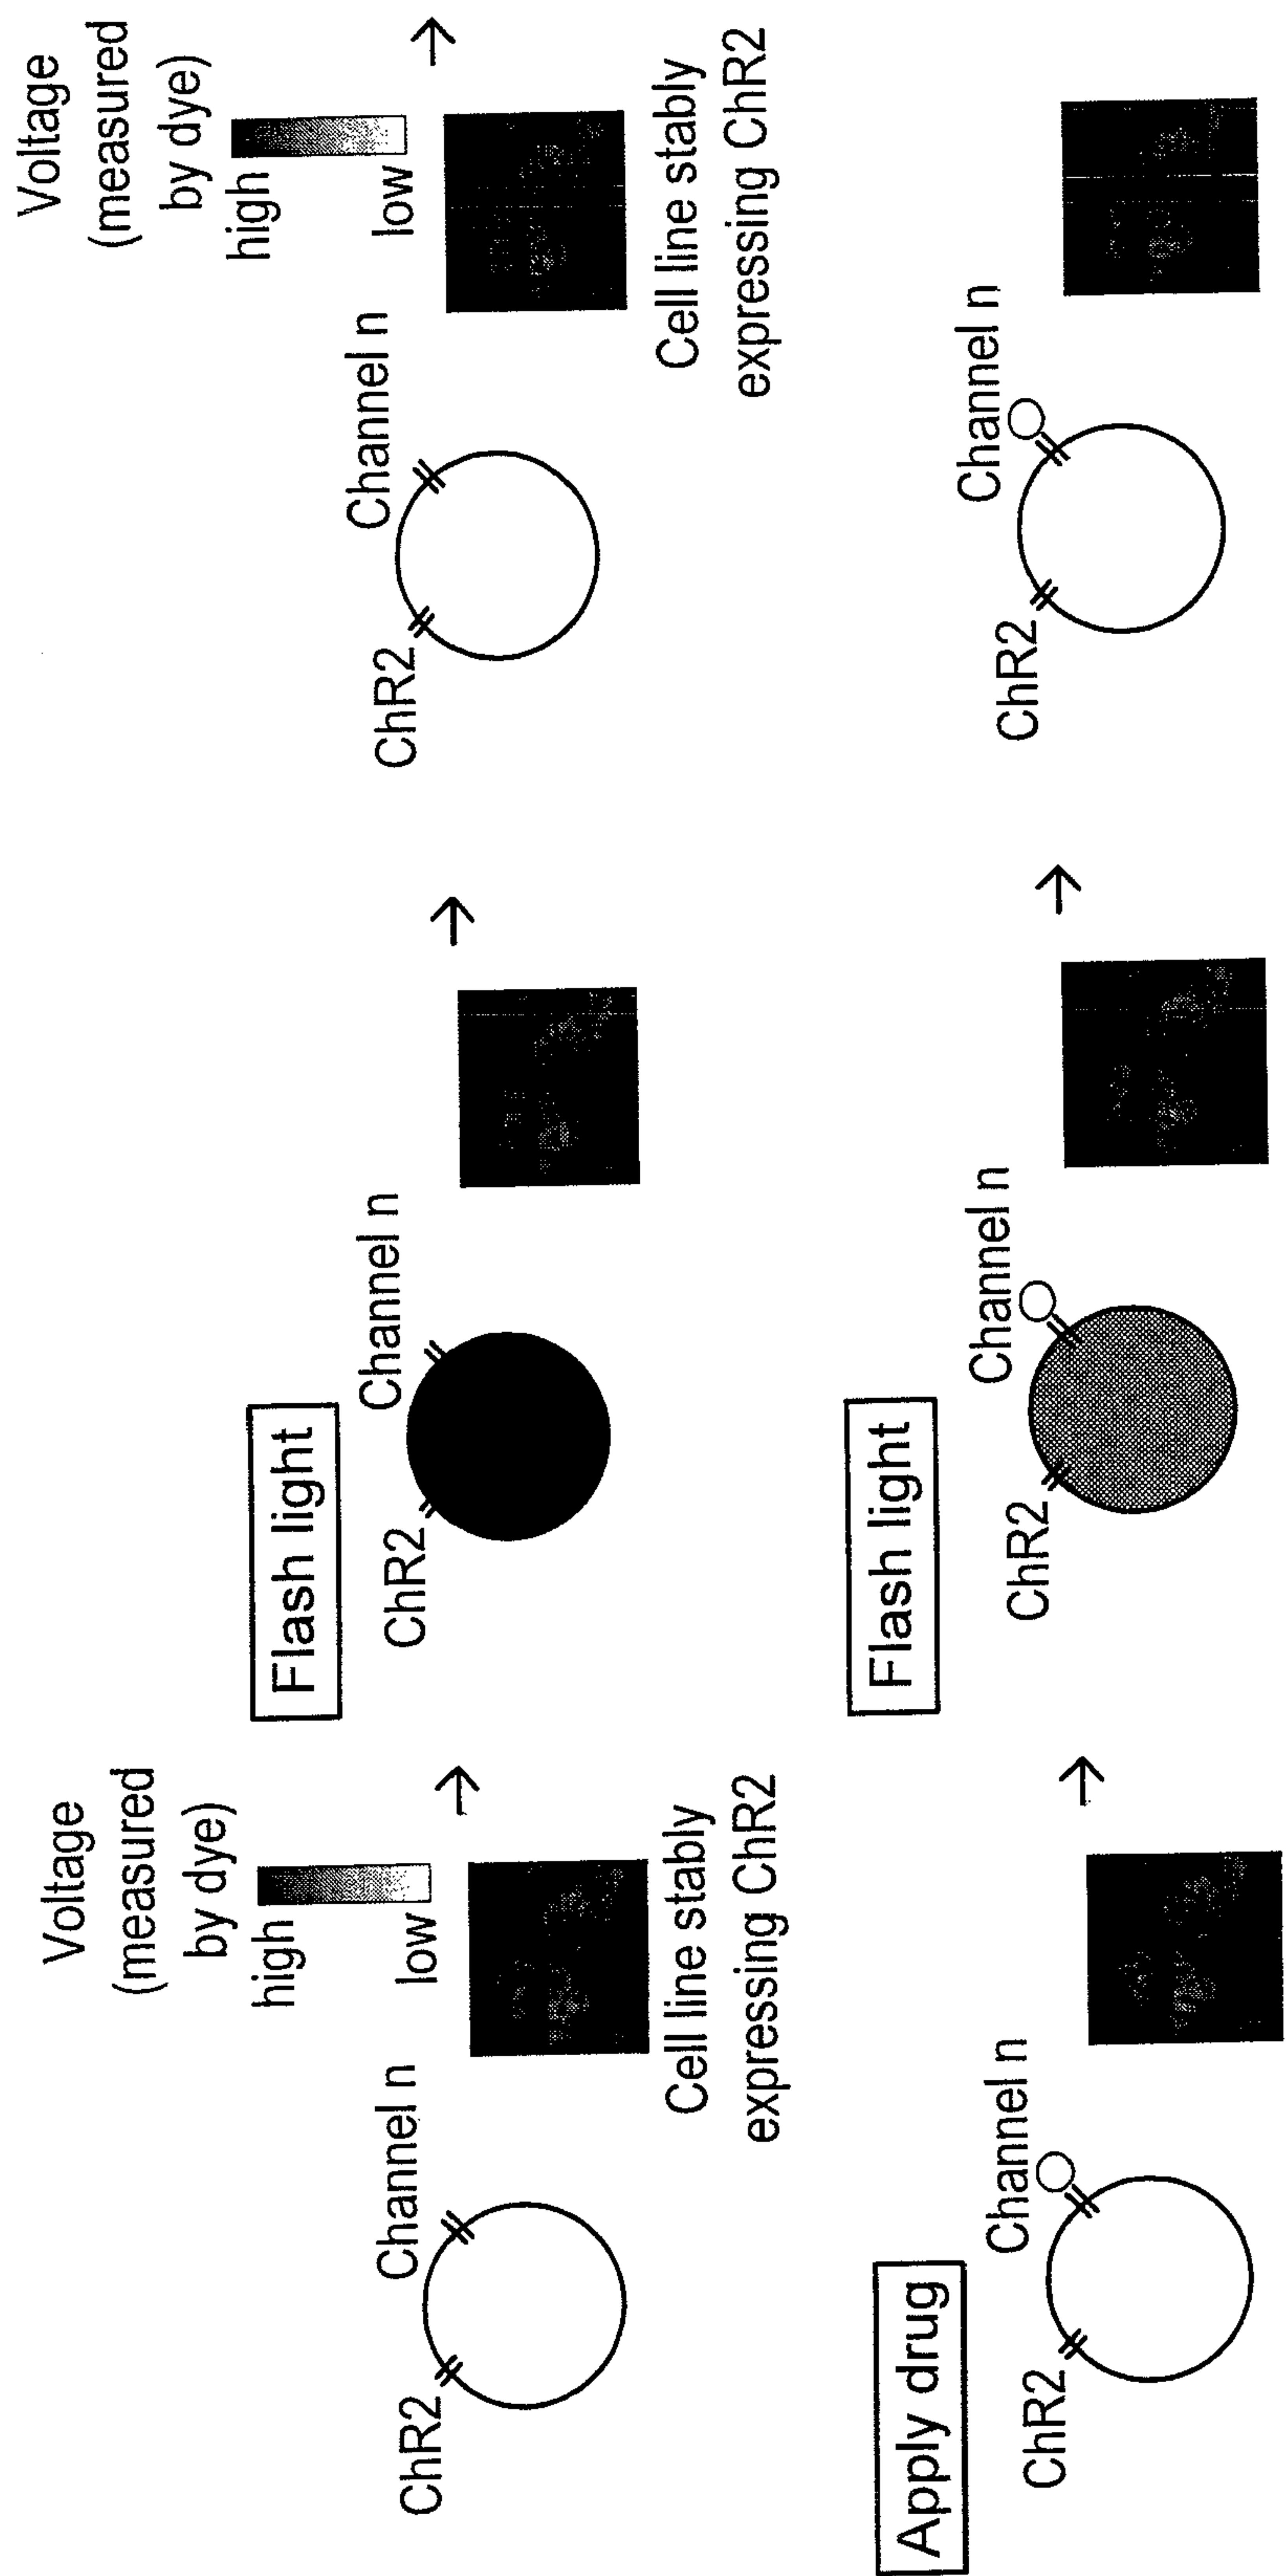 Voltage
(measured
by dye)
high
low
Channel n
ChR2
Cell line stably
expressing ChR2
Flash light
Channel n
ChR2
Voltage
(measured
by dye)
high
low
Channel n
ChR2
Cell line stably
expressing ChR2
Apply drug
Channel n
ChR2
Flash light
Channel n
ChR2
Channel n
ChR2